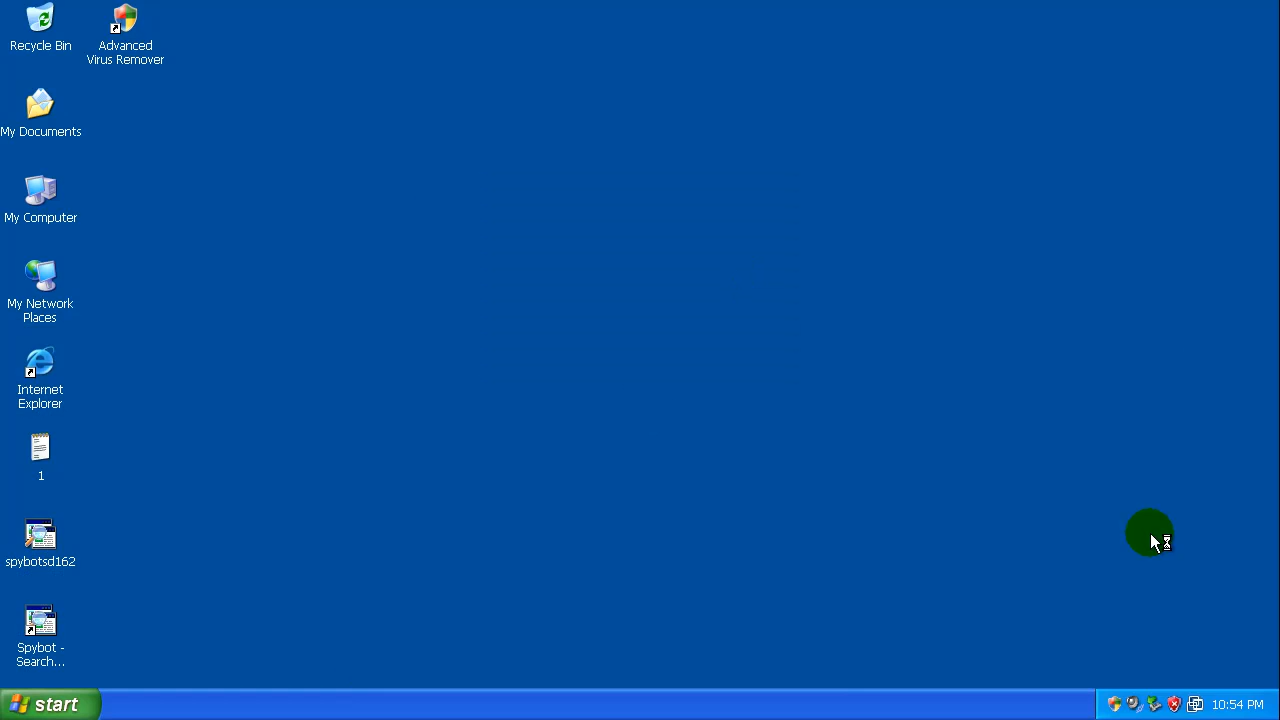 Recycle Bin
Advanced
Virus Remover
My Documents
My Computer
My Network
Places
Internet
Explorer
1
spybotsd162
Spybot -
Search...
start
10:54 PM